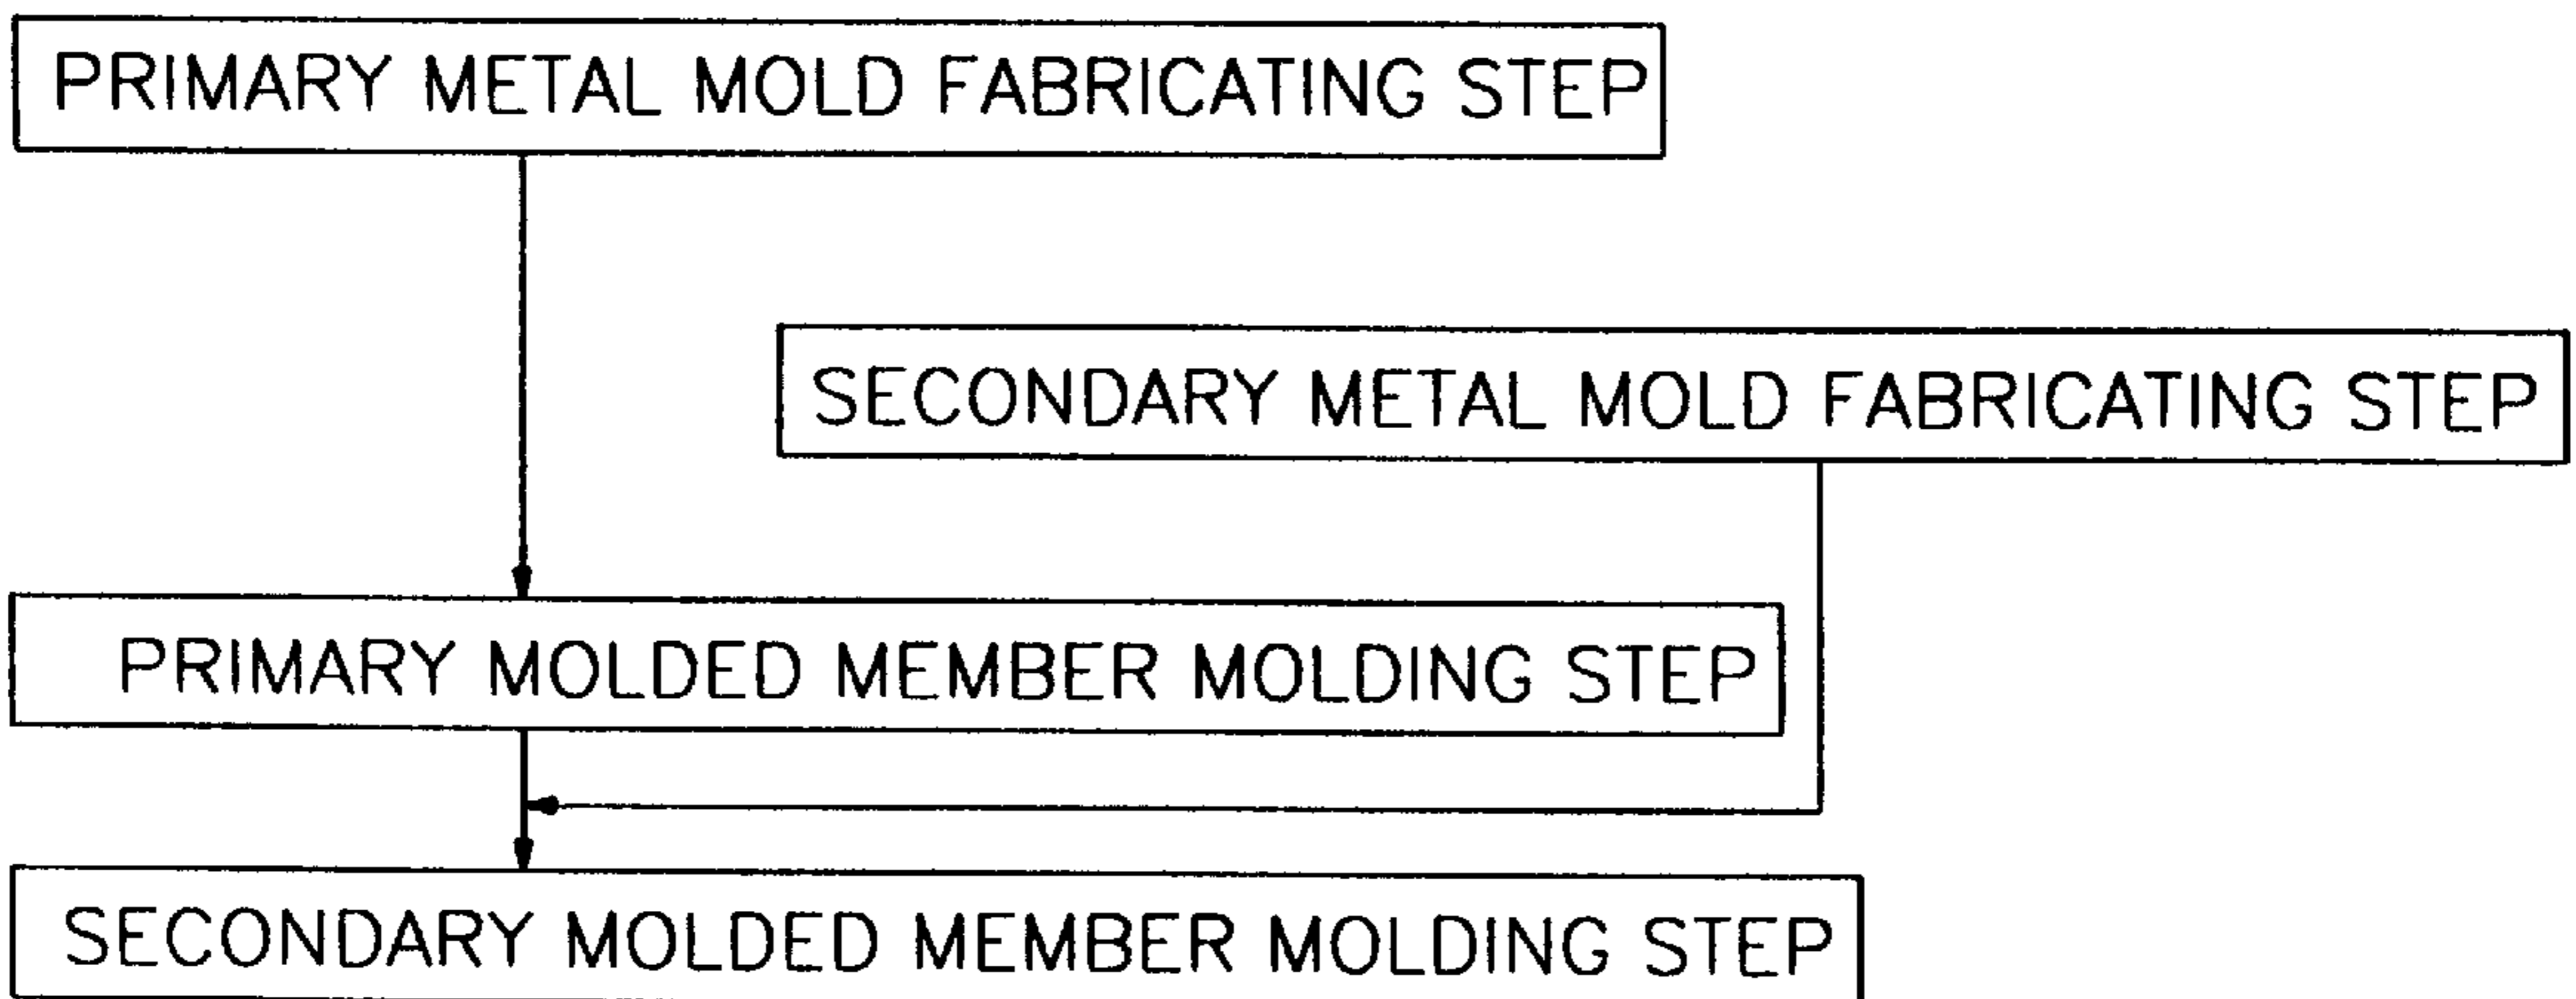 PRIMARY METAL MOLD FABRICATING STEP
SECONDARY METAL MOLD FABRICATING STEP
PRIMARY MOLDED MEMBER MOLDING STEP
SECONDARY MOLDED MEMBER MOLDING STEP